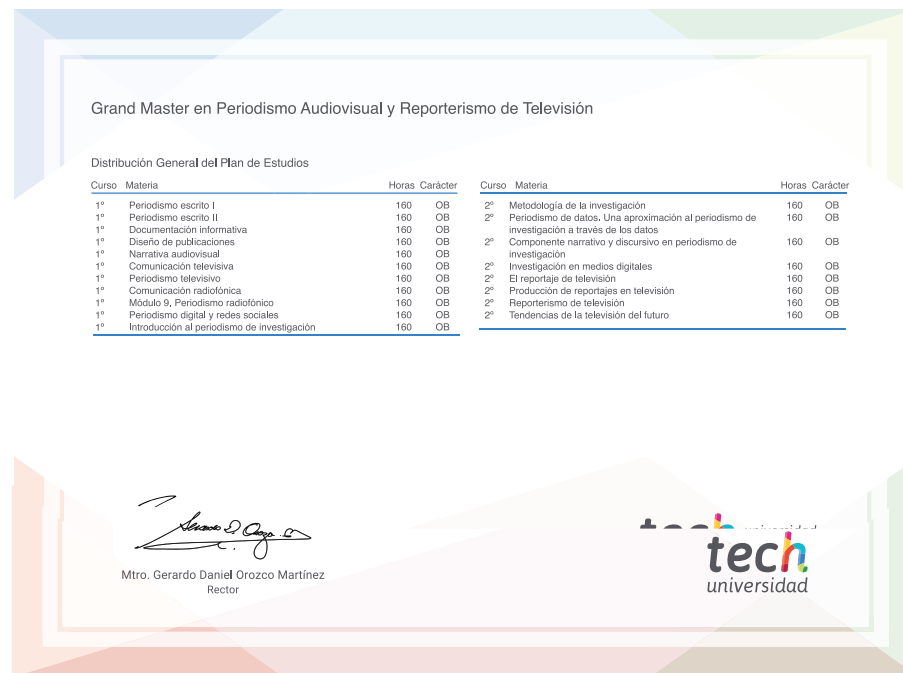 Grand Master en Periodismo Audiovisual y Reporterismo de Televisión
Distribución General del Plan de Estudios
Curso Materia Horas Carácter
1º Periodismo escrito I 160 OB
1º Periodismo escrito II 160 OB
1º Documentación informativa 160 OB
1º Diseño de publicaciones 160 OB
1º Narrativa audiovisual 160 OB
1º Comunicación televisiva 160 OB
1º Periodismo televisivo 160 OB
1º Comunicación radiofónica 160 OB
1º Módulo 9, Periodismo radiofónico 160 OB
1º Periodismo digital y redes sociales 160 OB
1º Introducción al periodismo de investigación 160 OB
Curso Materia Horas Carácter
2º Metodología de la investigación 160 OB
2º Periodismo de datos. Una aproximación al periodismo de 160 OB
investigación a través de los datos
2º Componente narrativo y discursivo en periodismo de 160 OB
investigación
2º Investigación en medios digitales 160 OB
2º El reportaje de televisión 160 OB
2º Producción de reportajes en televisión 160 OB
2º Reporterismo de televisión 160 OB
2º Tendencias de la televisión del futuro 160 OB
Mtro. Gerardo Daniel Orozco Martínez
Rector
tech universidad
tech
universidad